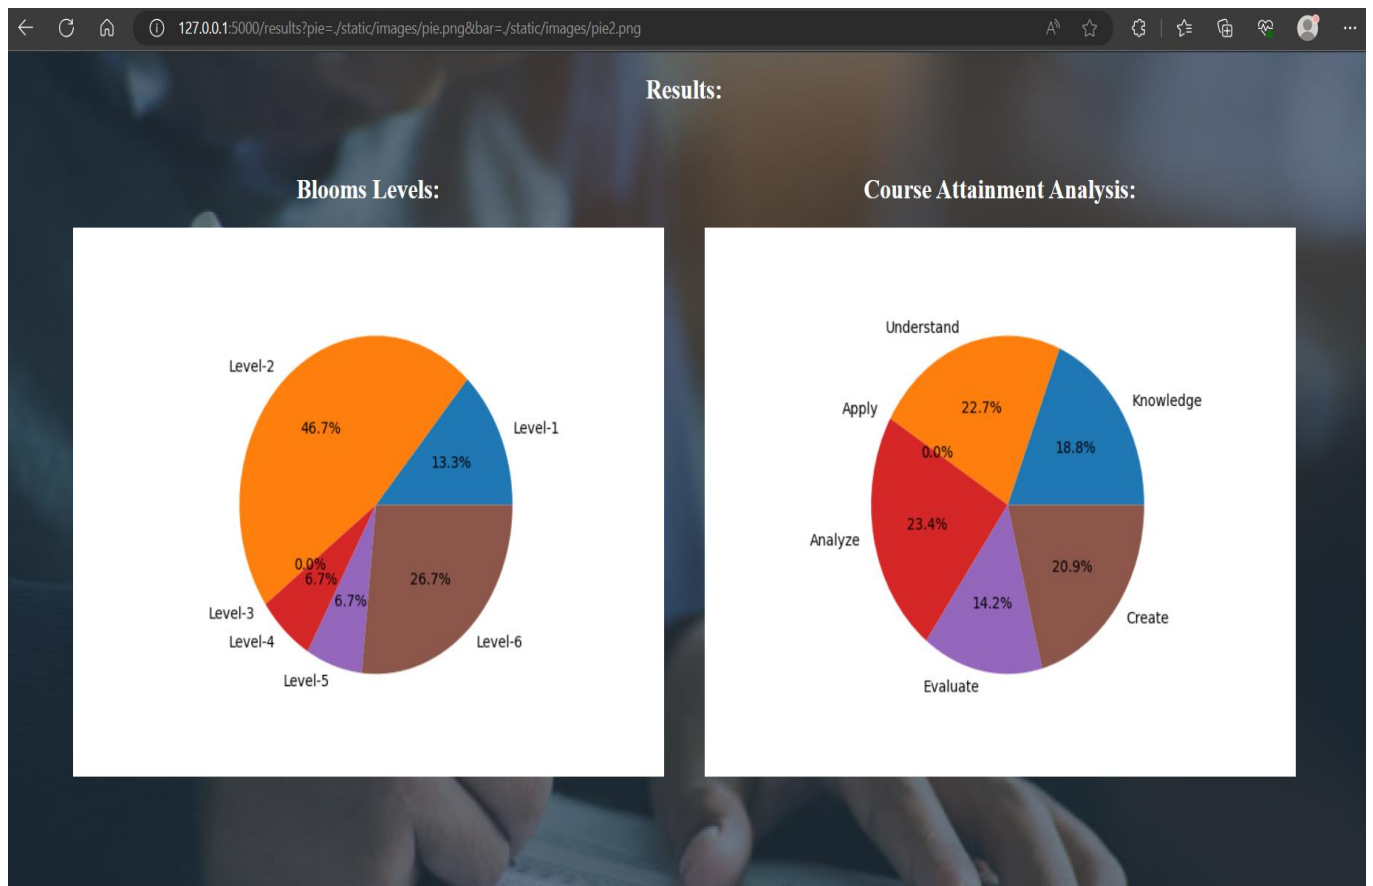 127.0.0.1:5000/results?pie=./static/images/pie.png&bar=./static/images/pie2.png
Results:
Blooms Levels:
Level-2
46.7%
Level-1
13.3%
0.0%
6.7%
6.7%
26.7%
Level-3
Level-4
Level-5
Level-6
Course Attainment Analysis:
Understand
Apply
22.7%
Knowledge
0.0%
18.8%
23.4%
Analyze
20.9%
14.2%
Create
Evaluate